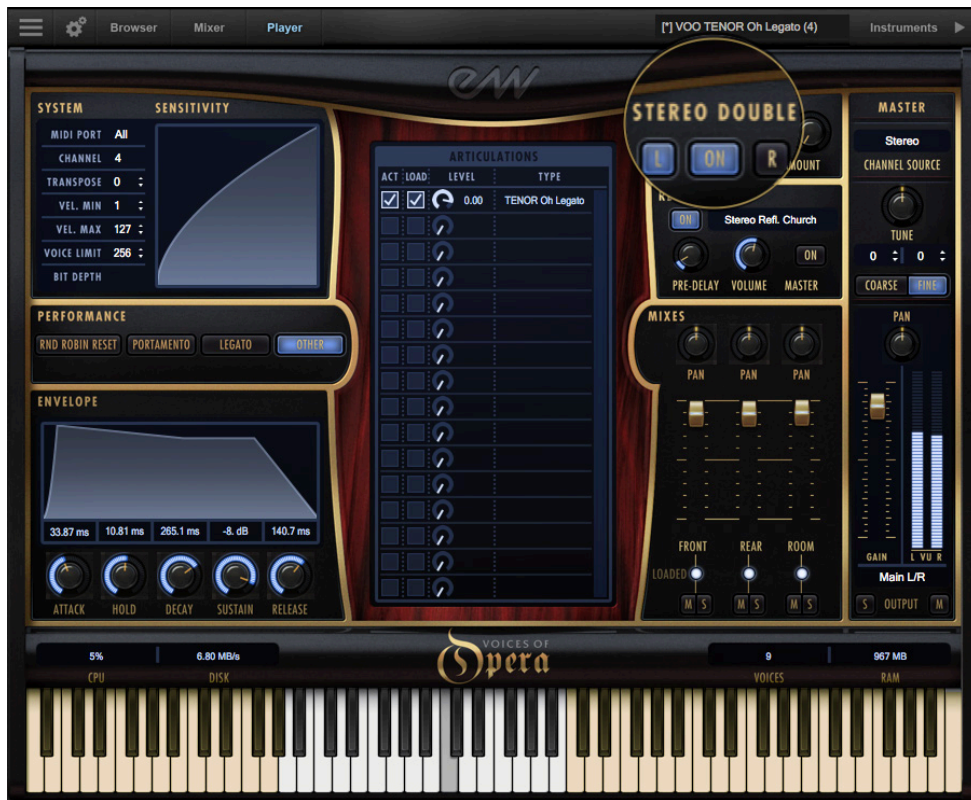 Browser Mixer Player [*] VOO TENOR Oh Legato (4) Instruments
EW
SYSTEM SENSITIVITY
MIDI PORT All
CHANNEL 4
TRANSPOSE 0
VEL. MIN 1
VEL. MAX 127
VOICE LIMIT 256
BIT DEPTH
PERFORMANCE
RND ROBIN RESET PORTAMENTO LEGATO OTHER
ENVELOPE
33.87 ms 10.81 ms 265.1 ms -8. dB 140.7 ms
ATTACK HOLD DECAY SUSTAIN RELEASE
ARTICULATIONS
ACT LOAD LEVEL TYPE
0.00 TENOR Oh Legato
STEREO DOUBLE
L ON R
ON Stereo Refl. Church
ON
PRE-DELAY VOLUME MASTER
MIXES
PAN PAN PAN
FRONT REAR ROOM
LOADED
M S M S M S
MASTER
Stereo
CHANNEL SOURCE
TUNE
0 0
COARSE FINE
PAN
GAIN L VU R
Main L/R
S OUTPUT M
5% 6.80 MB/s
CPU DISK
VOICES OF
Opera
9 967 MB
VOICES RAM